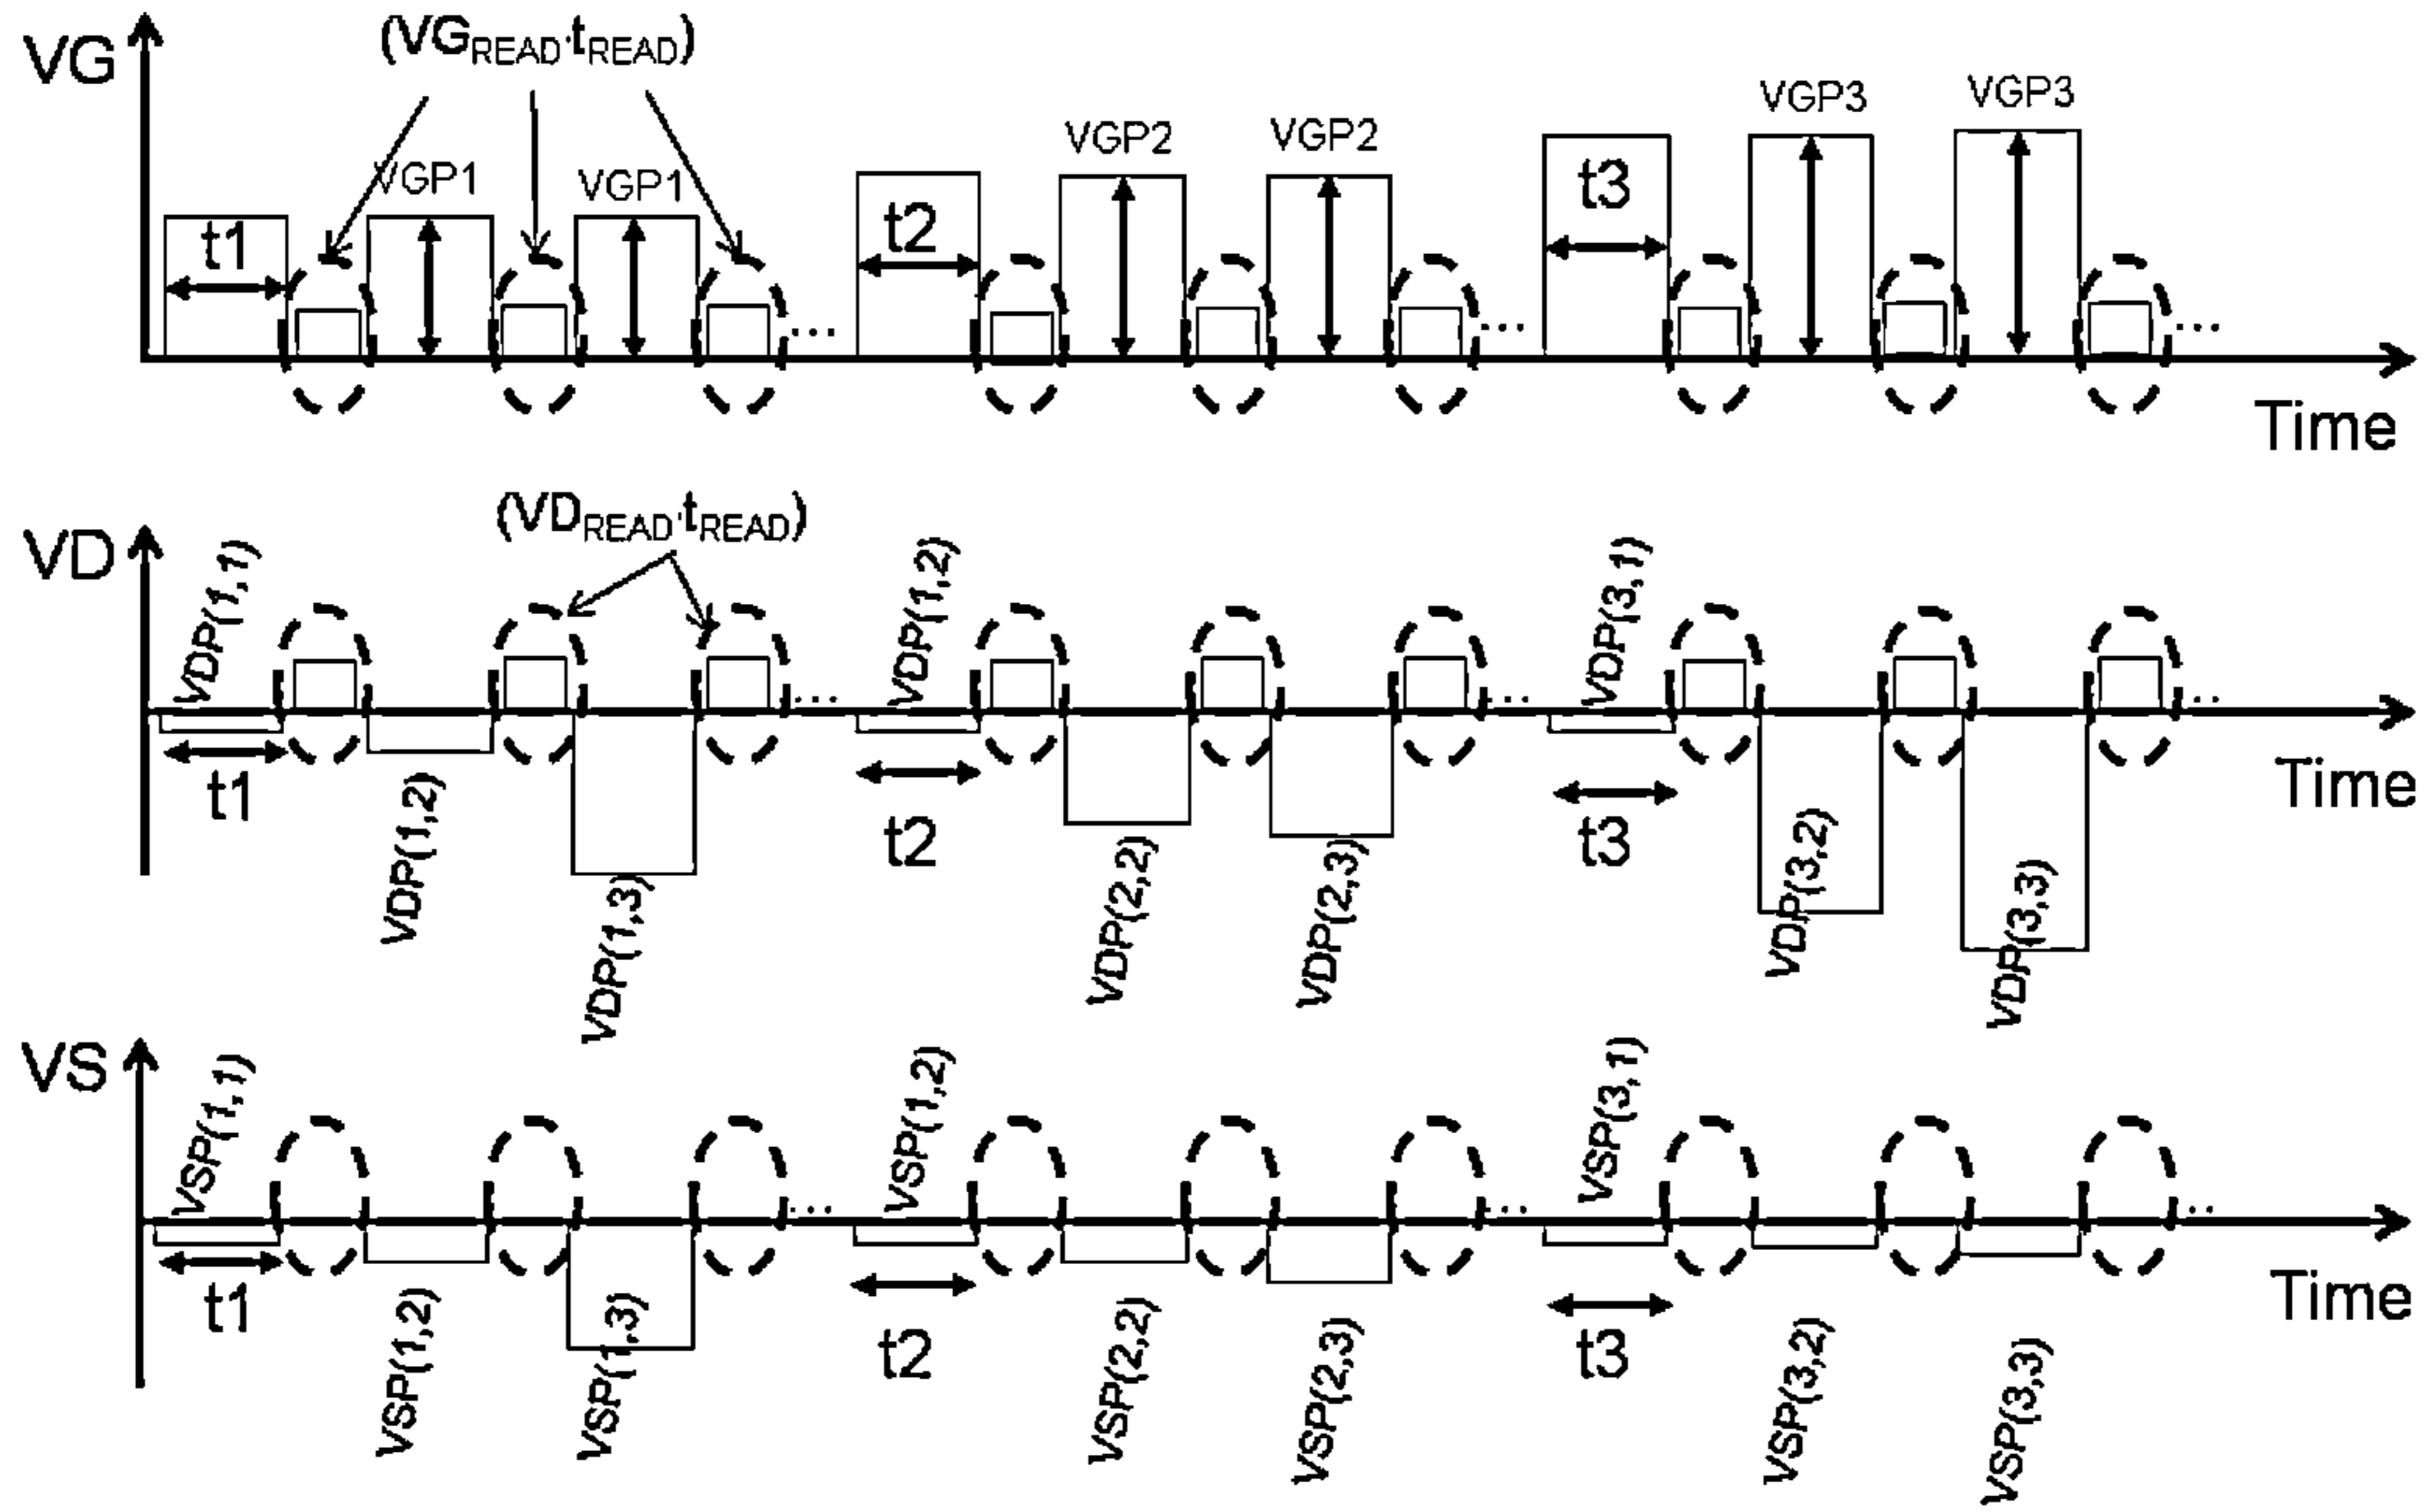 VG
(VGREAD.tREAD)
VGP1
VGP1
VGP2
VGP2
VGP3
VGP3
t1
t2
t3
...
...
...
Time
VD
(VDREAD.tREAD)
VDP(1,1)
VDP(1,2)
VDP(3,1)
...
...
...
t1
t2
t3
Time
VDP(1,2)
VDP(1,3)
VDP(2,2)
VDP(2,3)
VDP(3,2)
VDP(3,3)
VS
VSP(1,1)
VSP(1,2)
VSP(3,1)
...
...
...
t1
t2
t3
Time
VSP(1,2)
VSP(1,3)
VSP(2,2)
VSP(2,3)
VSP(3,2)
VSP(3,3)